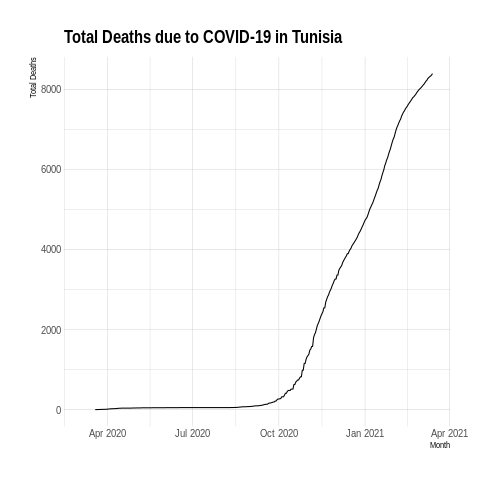 Total Deaths due to COVID-19 in Tunisia
Total Deaths
8000
6000
4000
2000
0
Apr 2020 Jul 2020 Oct 2020 Jan 2021 Apr 2021
Month